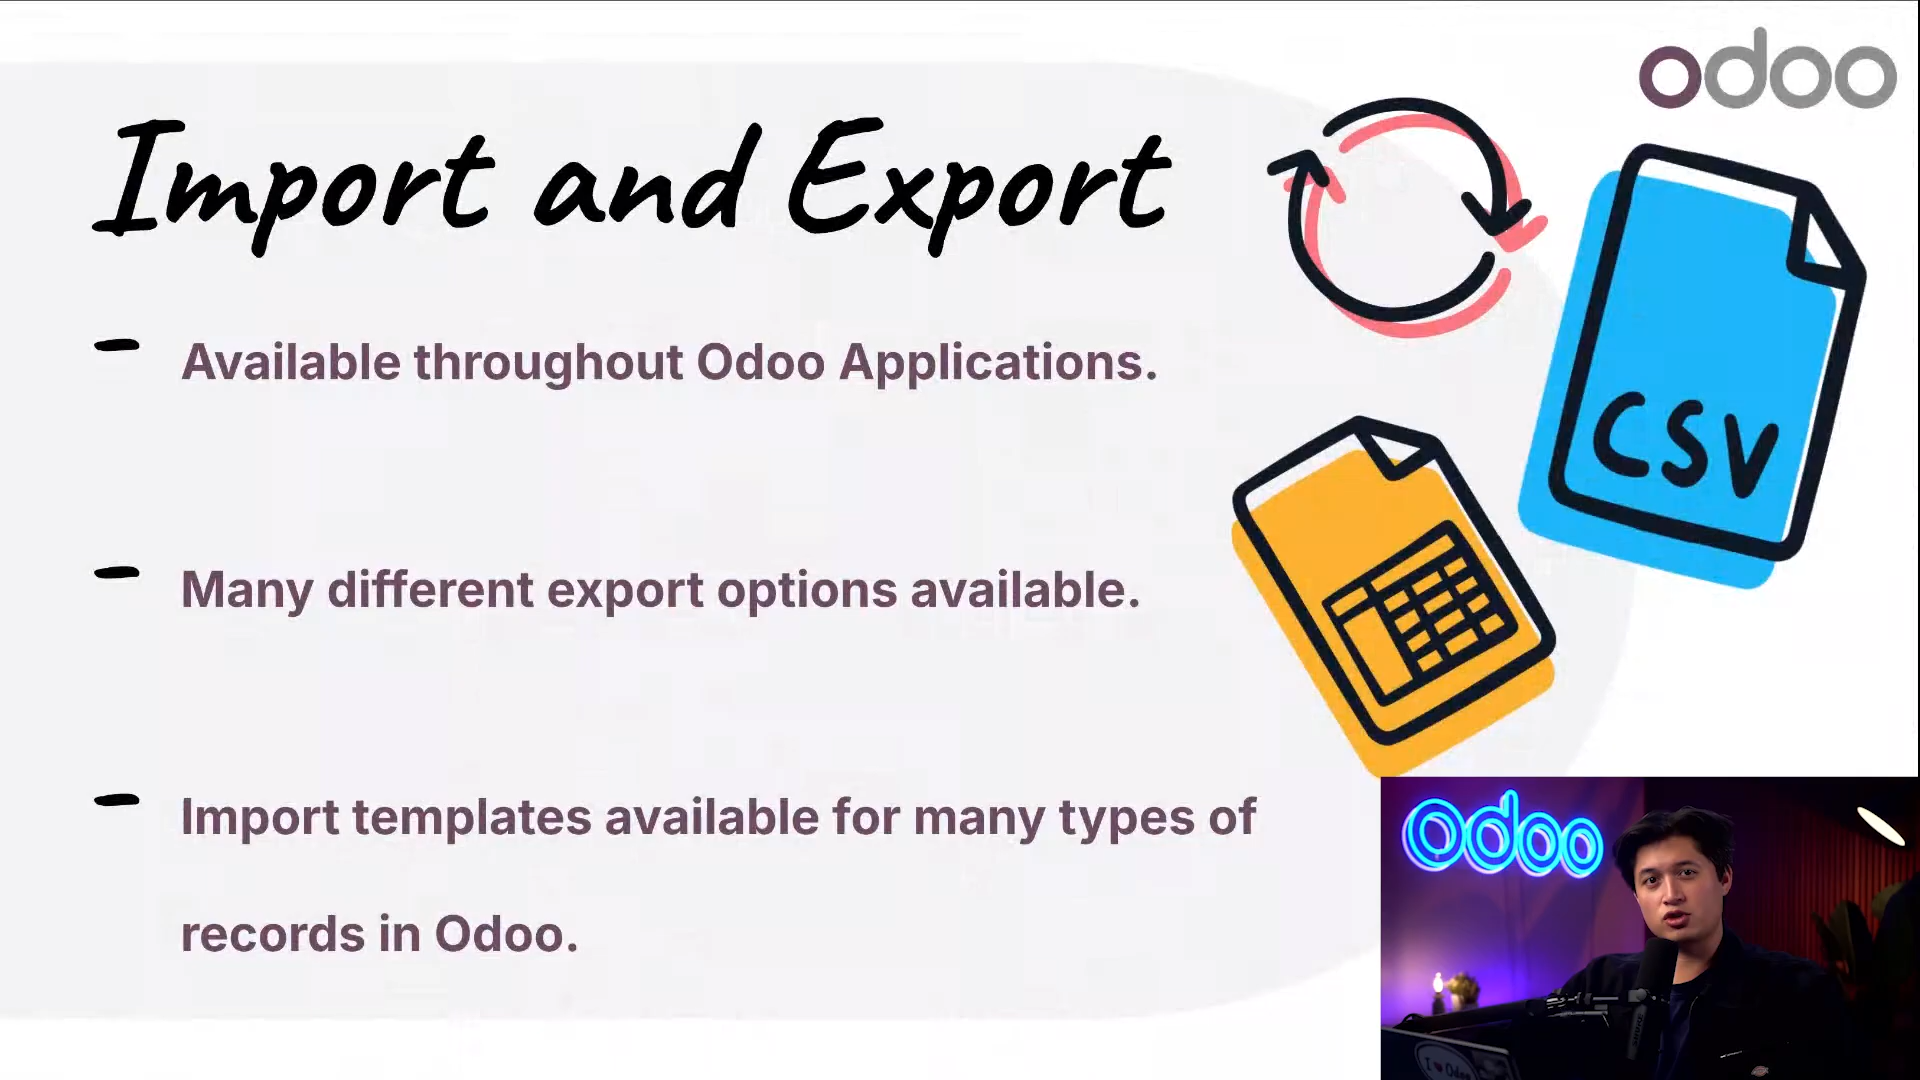 odoo
Import and Export
- Available throughout Odoo Applications.
- Many different export options available.
- Import templates available for many types of
records in Odoo.
CSV
odoo
I ♥ Odoo